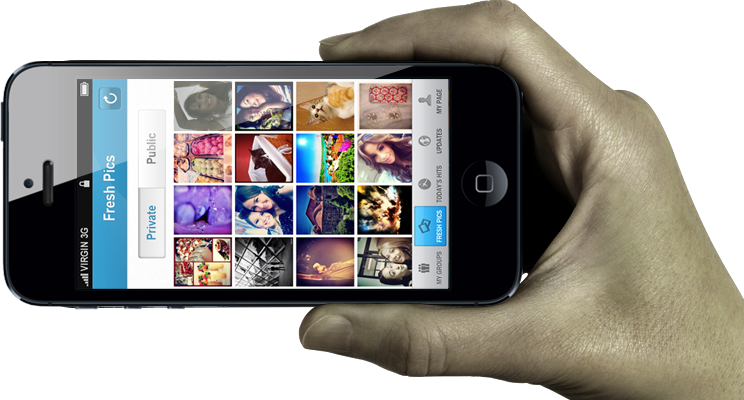 VIRGIN 3G
Fresh Pics
Private
Public
MY GROUPS
FRESH PICS
TODAY'S HITS
UPDATES
MY PAGE